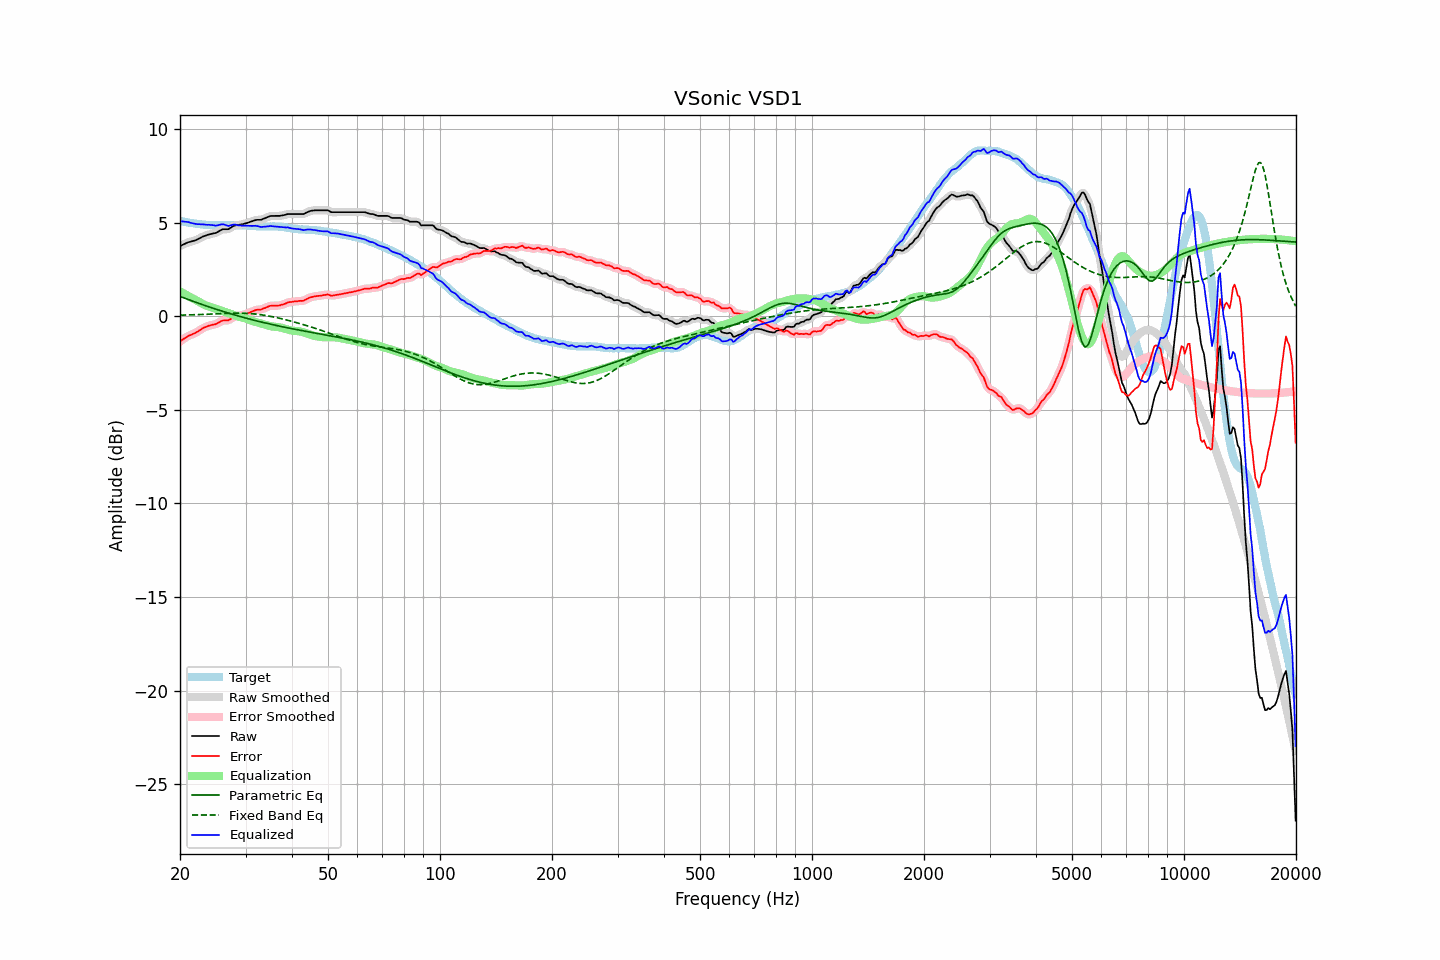 VSonic VSD1
Amplitude (dBr)
10
5
0
−5
−10
−15
−20
−25
Target
Raw Smoothed
Error Smoothed
Raw
Error
Equalization
Parametric Eq
Fixed Band Eq
Equalized
20 50 100 200 500 1000 2000 5000 10000 20000
Frequency (Hz)